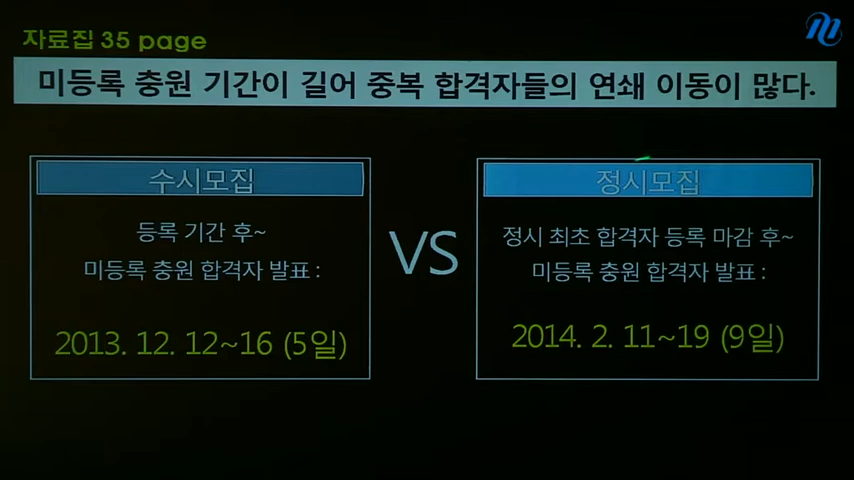 자료집 35 page
미등록 충원 기간이 길어 중복 합격자들의 연쇄 이동이 많다.
수시모집
등록 기간 후~
미등록 충원 합격자 발표 :
2013. 12. 12~16 (5일)
VS
정시모집
정시 최초 합격자 등록 마감 후~
미등록 충원 합격자 발표 :
2014. 2. 11~19 (9일)